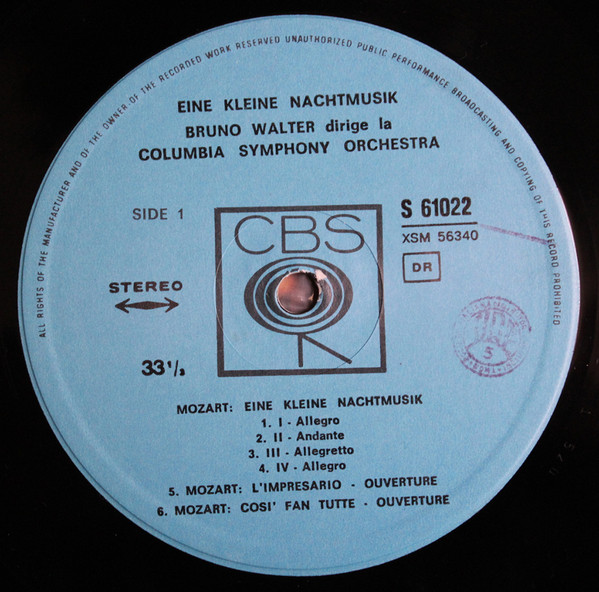 ALL RIGHTS OF THE MANUFACTURER AND OF THE OWNER OF THE RECORDED WORK RESERVED UNAUTHORIZED PUBLIC PERFORMANCE BROADCASTING AND COPYING OF THIS RECORD PROHIBITED
EINE KLEINE NACHTMUSIK
BRUNO WALTER dirige la
COLUMBIA SYMPHONY ORCHESTRA
SIDE 1
S 61022
XSM 56340
DR
CBS
STEREO
33 1/3
MOZART: EINE KLEINE NACHTMUSIK
1. I - Allegro
2. II - Andante
3. III - Allegretto
4. IV - Allegro
5. MOZART: L'IMPRESARIO - OUVERTURE
6. MOZART: COSI' FAN TUTTE - OUVERTURE
5